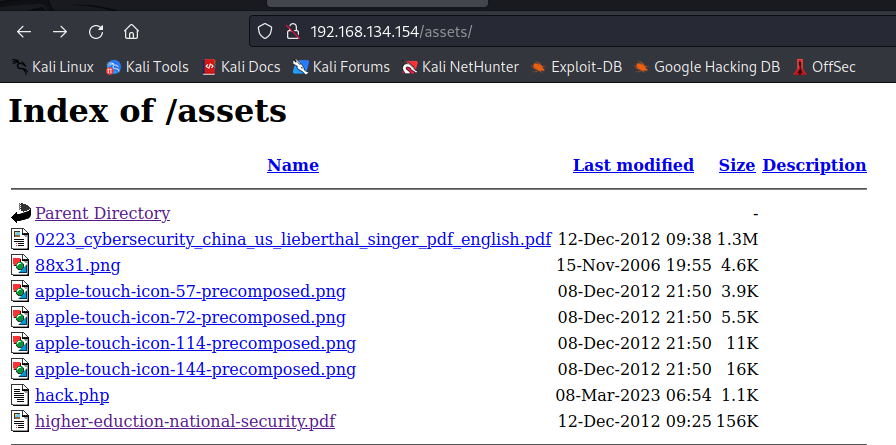 192.168.134.154/assets/
Kali Linux Kali Tools Kali Docs Kali Forums Kali NetHunter Exploit-DB Google Hacking DB OffSec
Index of /assets
Name Last modified Size Description
Parent Directory -
0223_cybersecurity_china_us_lieberthal_singer_pdf_english.pdf 12-Dec-2012 09:38 1.3M
88x31.png 15-Nov-2006 19:55 4.6K
apple-touch-icon-57-precomposed.png 08-Dec-2012 21:50 3.9K
apple-touch-icon-72-precomposed.png 08-Dec-2012 21:50 5.5K
apple-touch-icon-114-precomposed.png 08-Dec-2012 21:50 11K
apple-touch-icon-144-precomposed.png 08-Dec-2012 21:50 16K
hack.php 08-Mar-2023 06:54 1.1K
higher-eduction-national-security.pdf 12-Dec-2012 09:25 156K